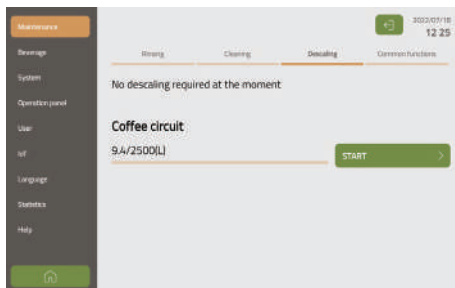 Maintenance
2022/07/18
12 25
Beverage
Rinsing Cleaning Descaling Common functions
System
No descaling required at the moment
Operation panel
User
Coffee circuit
IoT
9.4/2500(L)
START
Language
Statistics
Help